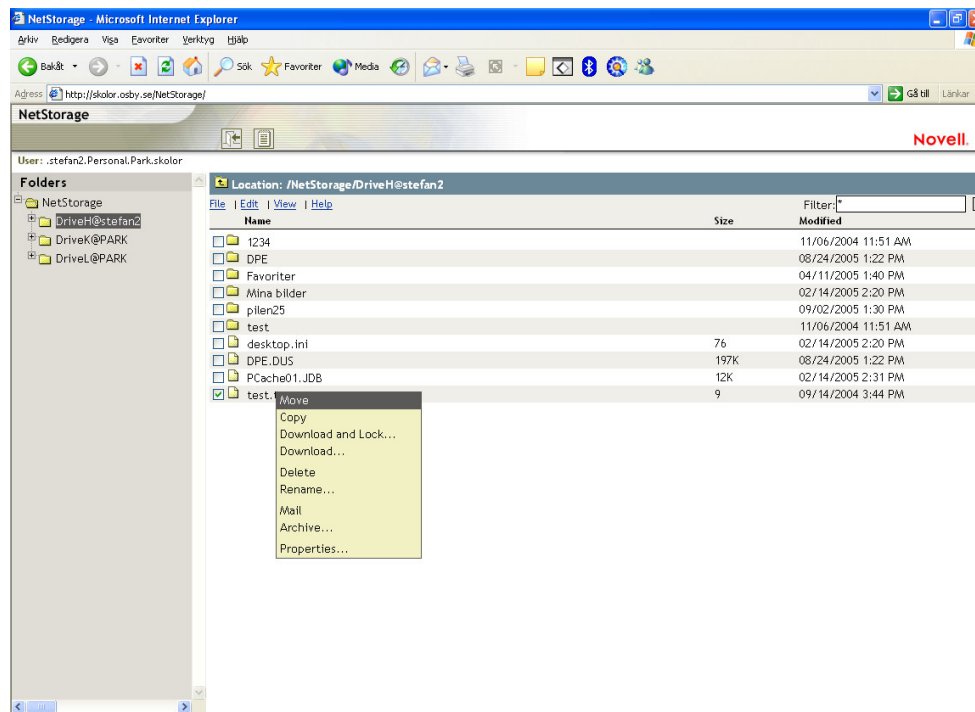 NetStorage - Microsoft Internet Explorer
Arkiv Redigera Visa Favoriter Verktyg Hjälp
Bakåt Sök Favoriter Media
Adress http://skolor.osby.se/NetStorage/ Gå till Länkar
NetStorage
Novell.
User: .stefan2.Personal.Park.skolor
Folders
NetStorage
DriveH@stefan2
DriveK@PARK
DriveL@PARK
Location: /NetStorage/DriveH@stefan2
File | Edit | View | Help Filter: *
Name Size Modified
1234 11/06/2004 11:51 AM
DPE 08/24/2005 1:22 PM
Favoriter 04/11/2005 1:40 PM
Mina bilder 02/14/2005 2:20 PM
pilen25 09/02/2005 1:30 PM
test 11/06/2004 11:51 AM
desktop.ini 76 02/14/2005 2:20 PM
DPE.DUS 197K 08/24/2005 1:22 PM
PCache01.JDB 12K 02/14/2005 2:31 PM
test. 9 09/14/2004 3:44 PM
Move
Copy
Download and Lock...
Download...
Delete
Rename...
Mail
Archive...
Properties...